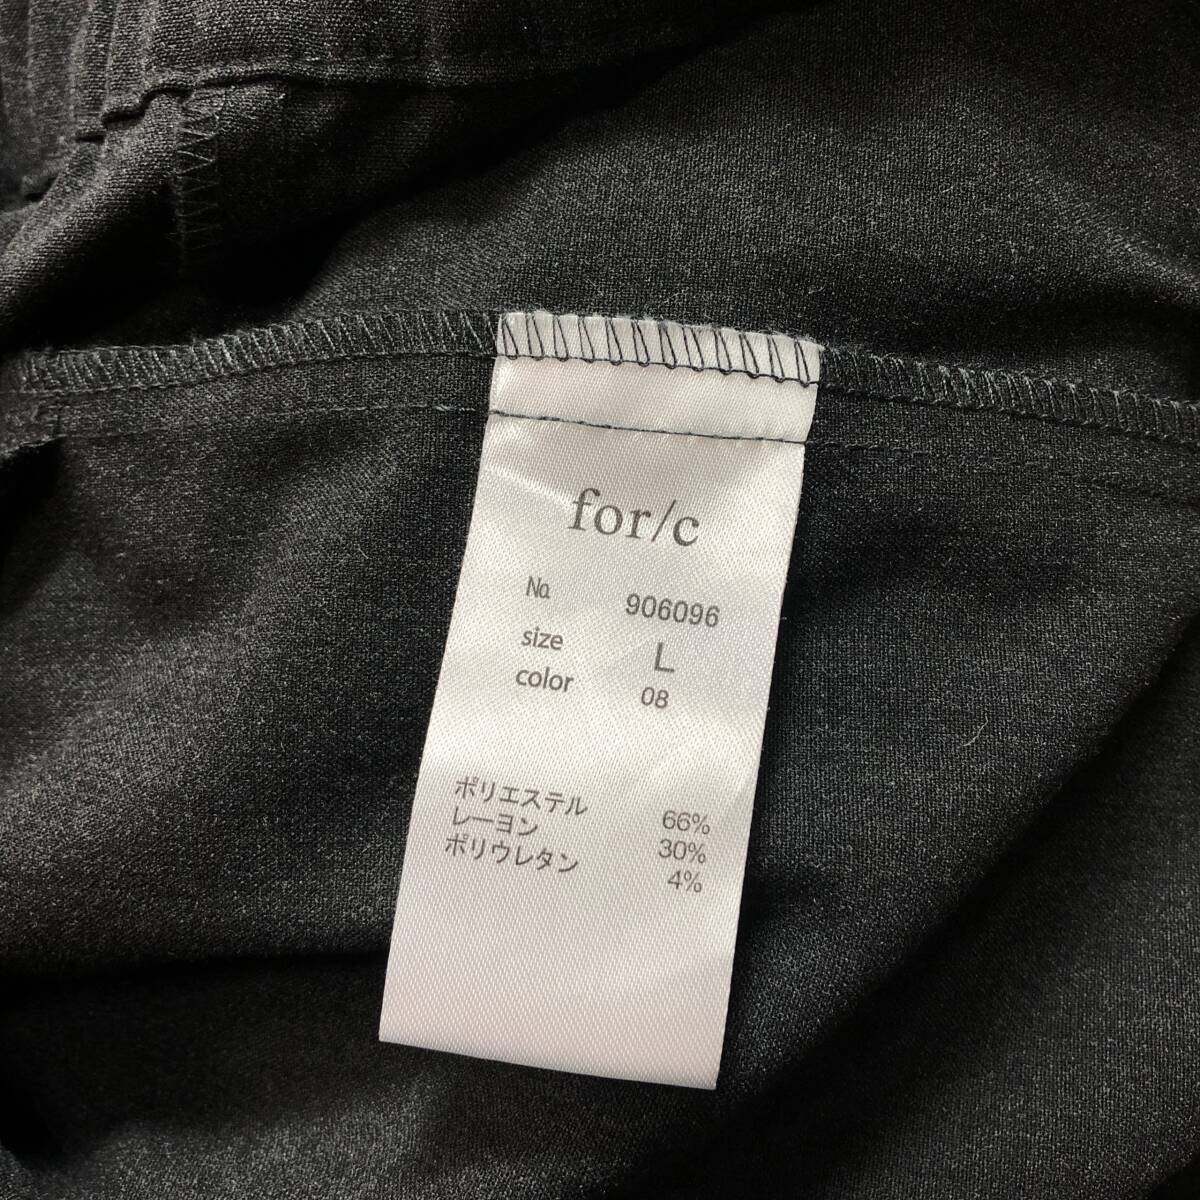 for/c
№ 906096
size L
color 08
ポリエステル 66%
レーヨン 30%
ポリウレタン 4%